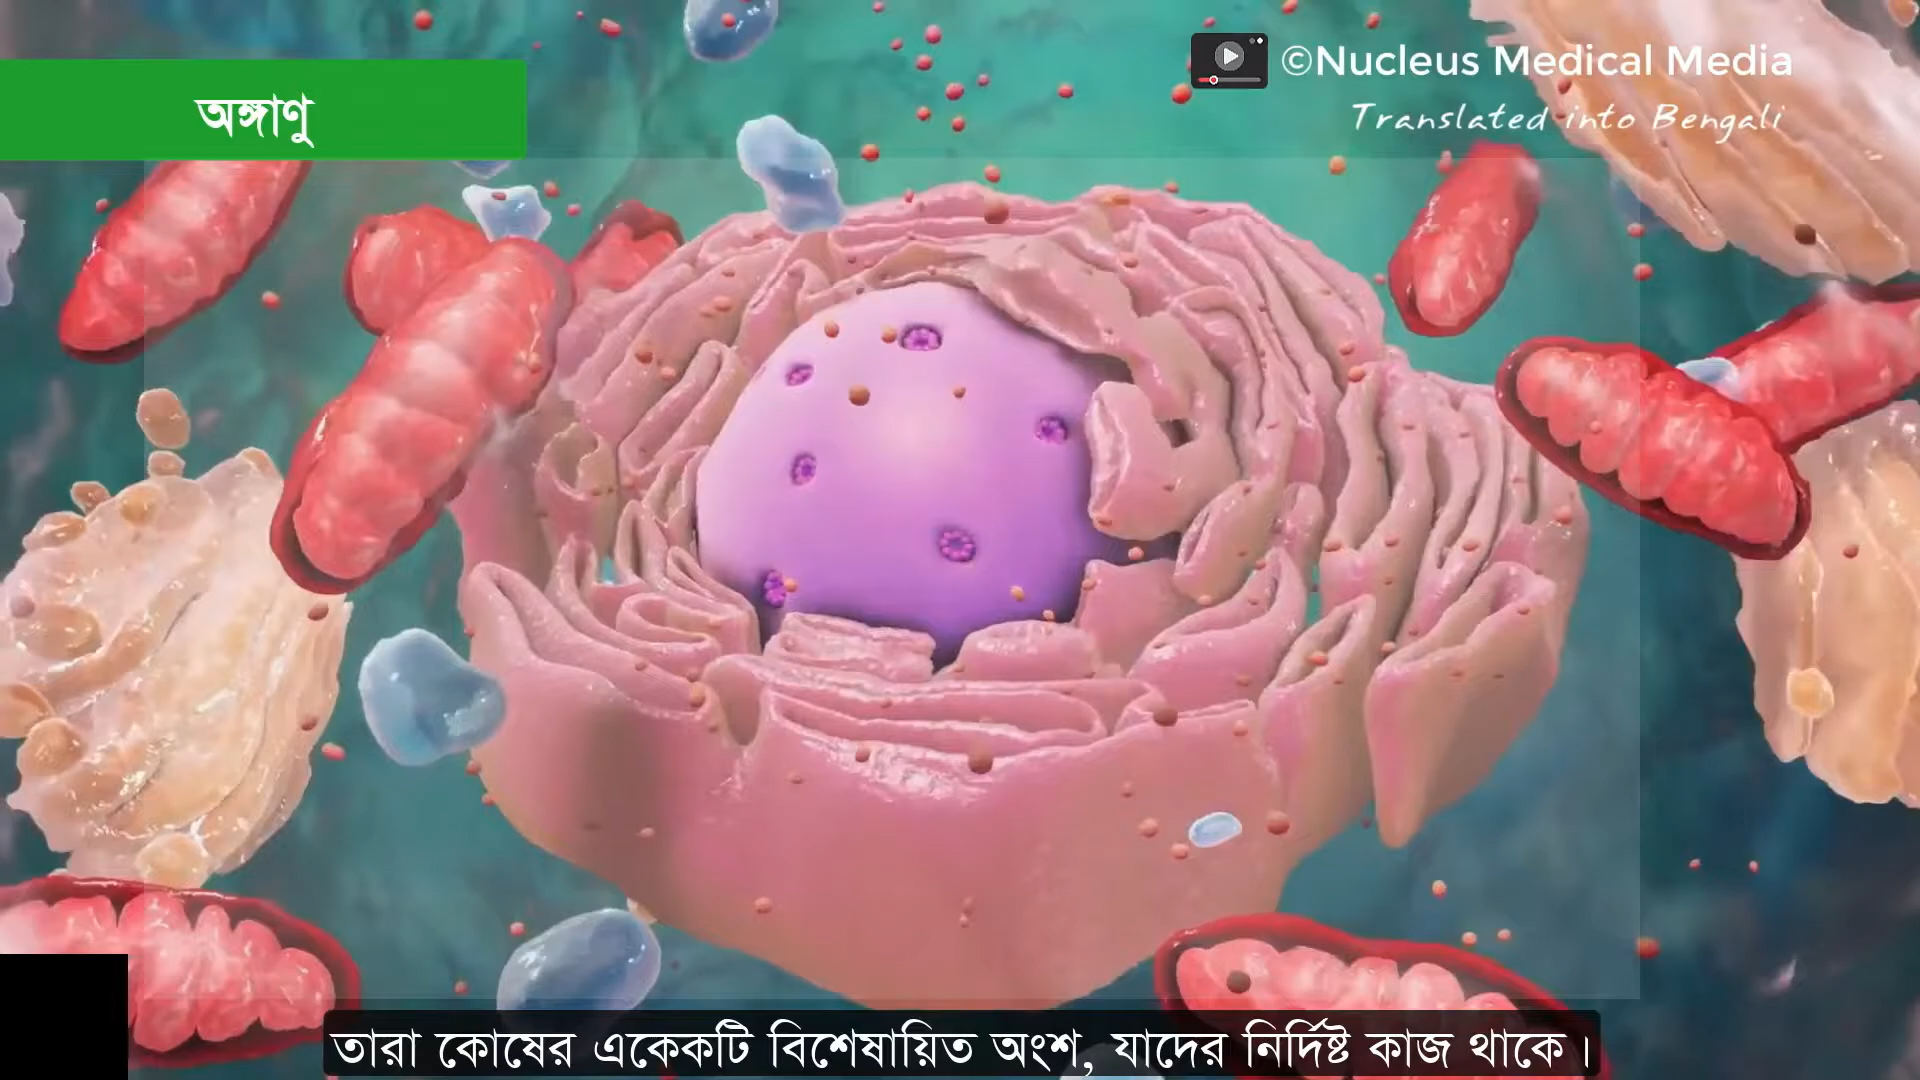 ©Nucleus Medical Media
Translated into Bengali
অঙ্গাণু
তারা কোষের একেকটি বিশেষায়িত অংশ, যাদের নির্দিষ্ট কাজ থাকে।